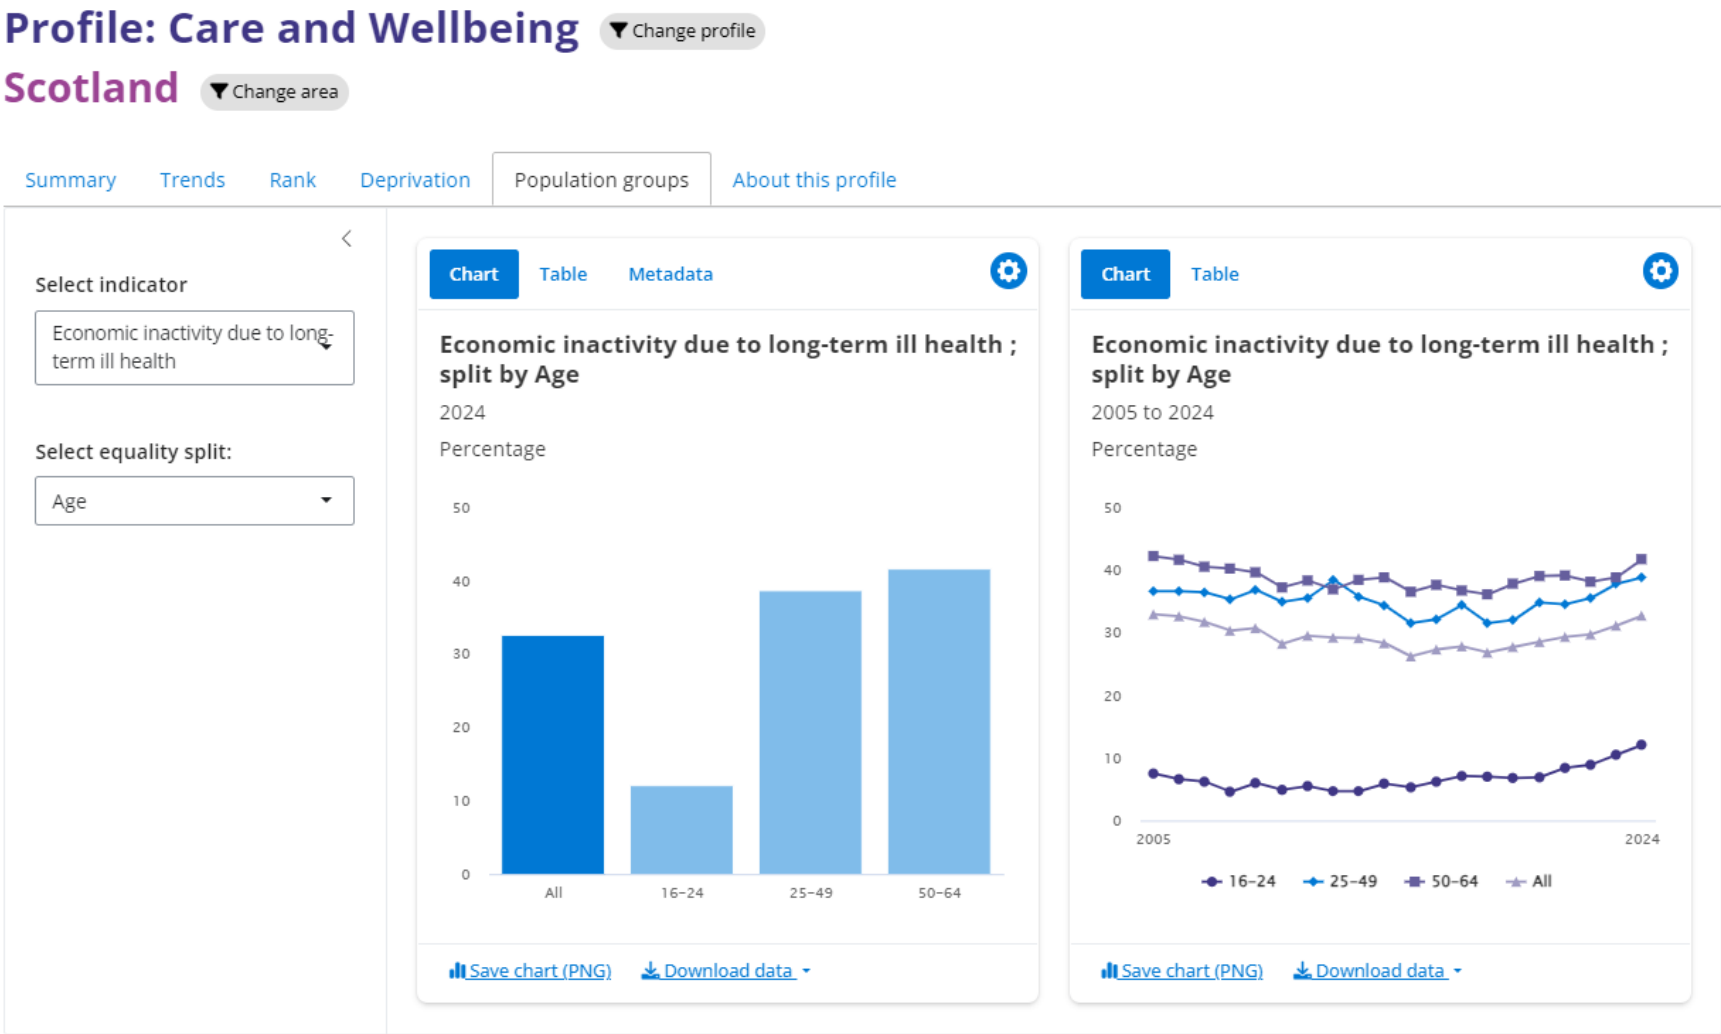 Profile: Care and Wellbeing
Change profile
Scotland
Change area
Summary
Trends
Rank
Deprivation
Population groups
About this profile
Select indicator
Economic inactivity due to long-
term ill health
Select equality split:
Age
Chart
Table
Metadata
Economic inactivity due to long-term ill health ;
split by Age
2024
Percentage
50
40
30
20
10
0
All
16-24
25-49
50-64
Save chart (PNG)
Download data
Chart
Table
Economic inactivity due to long-term ill health ;
split by Age
2005 to 2024
Percentage
50
40
30
20
10
0
2005
2024
16-24
25-49
50-64
All
Save chart (PNG)
Download data